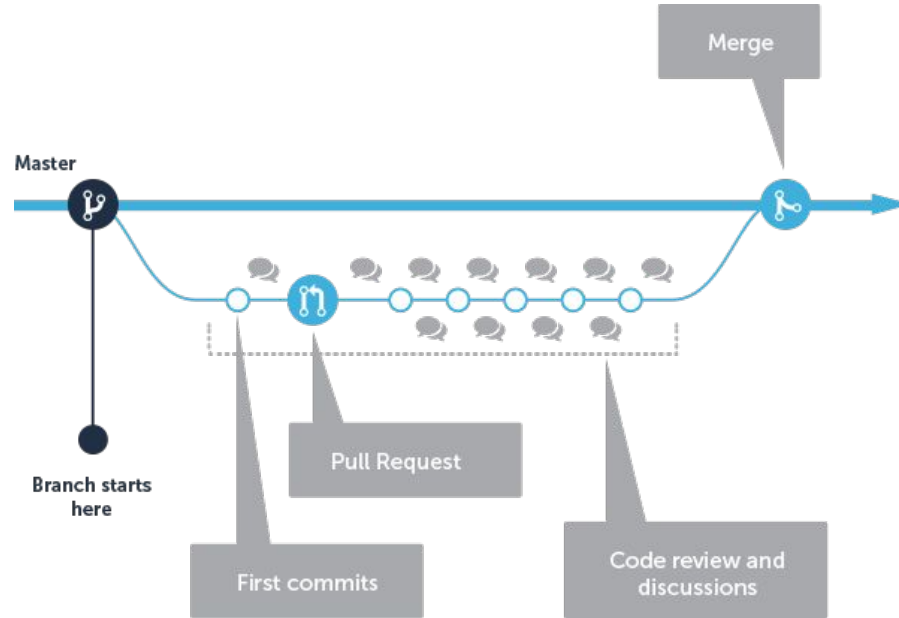 Merge
Master
Branch starts
here
Pull Request
First commits
Code review and
discussions